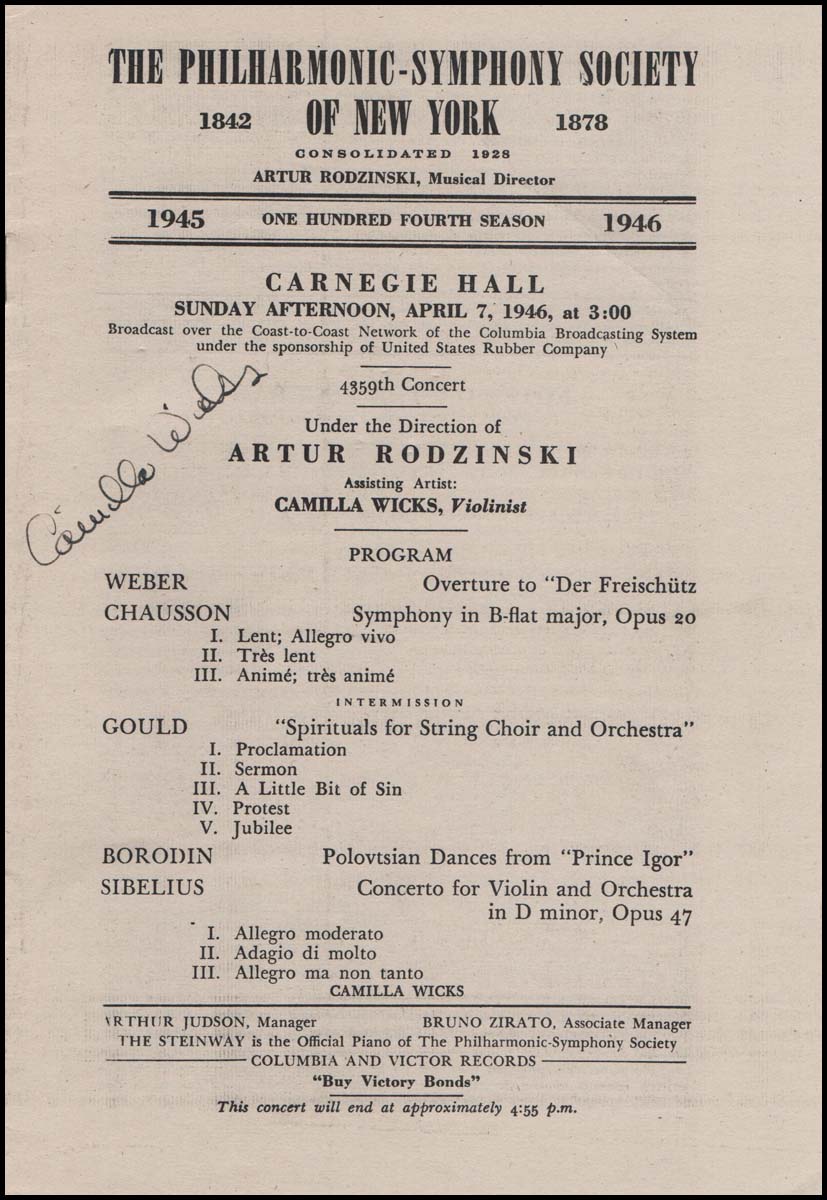 THE PHILHARMONIC-SYMPHONY SOCIETY
1842 OF NEW YORK 1878
CONSOLIDATED 1928
ARTUR RODZINSKI, Musical Director
1945 ONE HUNDRED FOURTH SEASON 1946
CARNEGIE HALL
SUNDAY AFTERNOON, APRIL 7, 1946, at 3:00
Broadcast over the Coast-to-Coast Network of the Columbia Broadcasting System
under the sponsorship of United States Rubber Company
4359th Concert
Camilla Wicks
Under the Direction of
ARTUR RODZINSKI
Assisting Artist:
CAMILLA WICKS, Violinist
PROGRAM
WEBER Overture to "Der Freischütz
CHAUSSON Symphony in B-flat major, Opus 20
I. Lent; Allegro vivo
II. Très lent
III. Animé; très animé
INTERMISSION
GOULD "Spirituals for String Choir and Orchestra"
I. Proclamation
II. Sermon
III. A Little Bit of Sin
IV. Protest
V. Jubilee
BORODIN Polovtsian Dances from "Prince Igor"
SIBELIUS Concerto for Violin and Orchestra
in D minor, Opus 47
I. Allegro moderato
II. Adagio di molto
III. Allegro ma non tanto
CAMILLA WICKS
ARTHUR JUDSON, Manager BRUNO ZIRATO, Associate Manager
THE STEINWAY is the Official Piano of The Philharmonic-Symphony Society
COLUMBIA AND VICTOR RECORDS
"Buy Victory Bonds"
This concert will end at approximately 4:55 p.m.